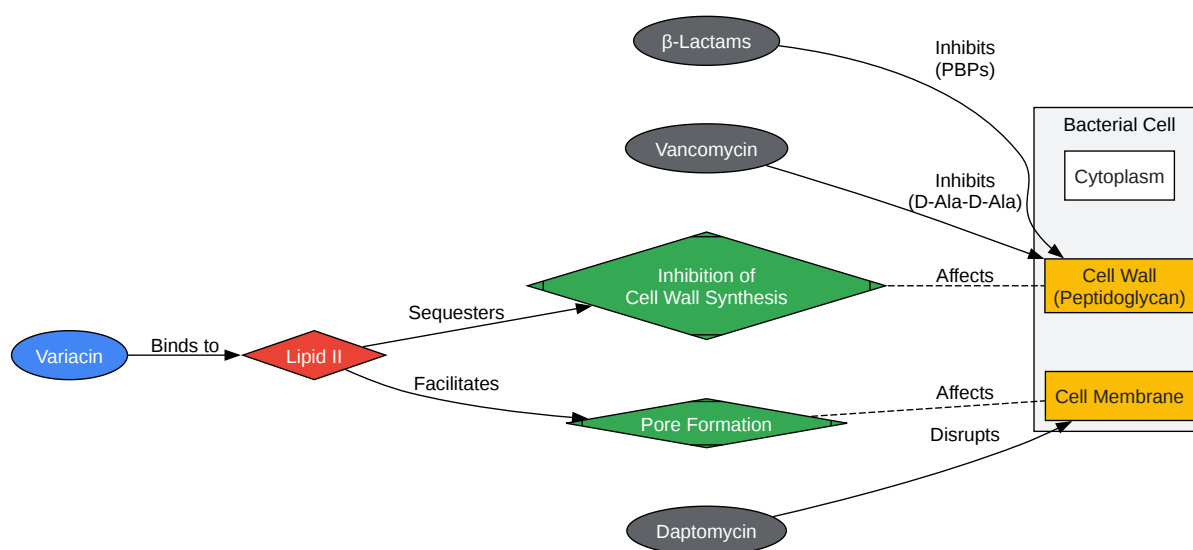 β-Lactams
Inhibits
(PBPs)
Bacterial Cell
Vancomycin
Cytoplasm
Inhibits
(D-Ala-D-Ala)
Inhibition of
Cell Wall Synthesis
Affects
Cell Wall
(Peptidoglycan)
Sequesters
Variacin
Binds to
Lipid II
Facilitates
Affects
Cell Membrane
Pore Formation
Disrupts
Daptomycin